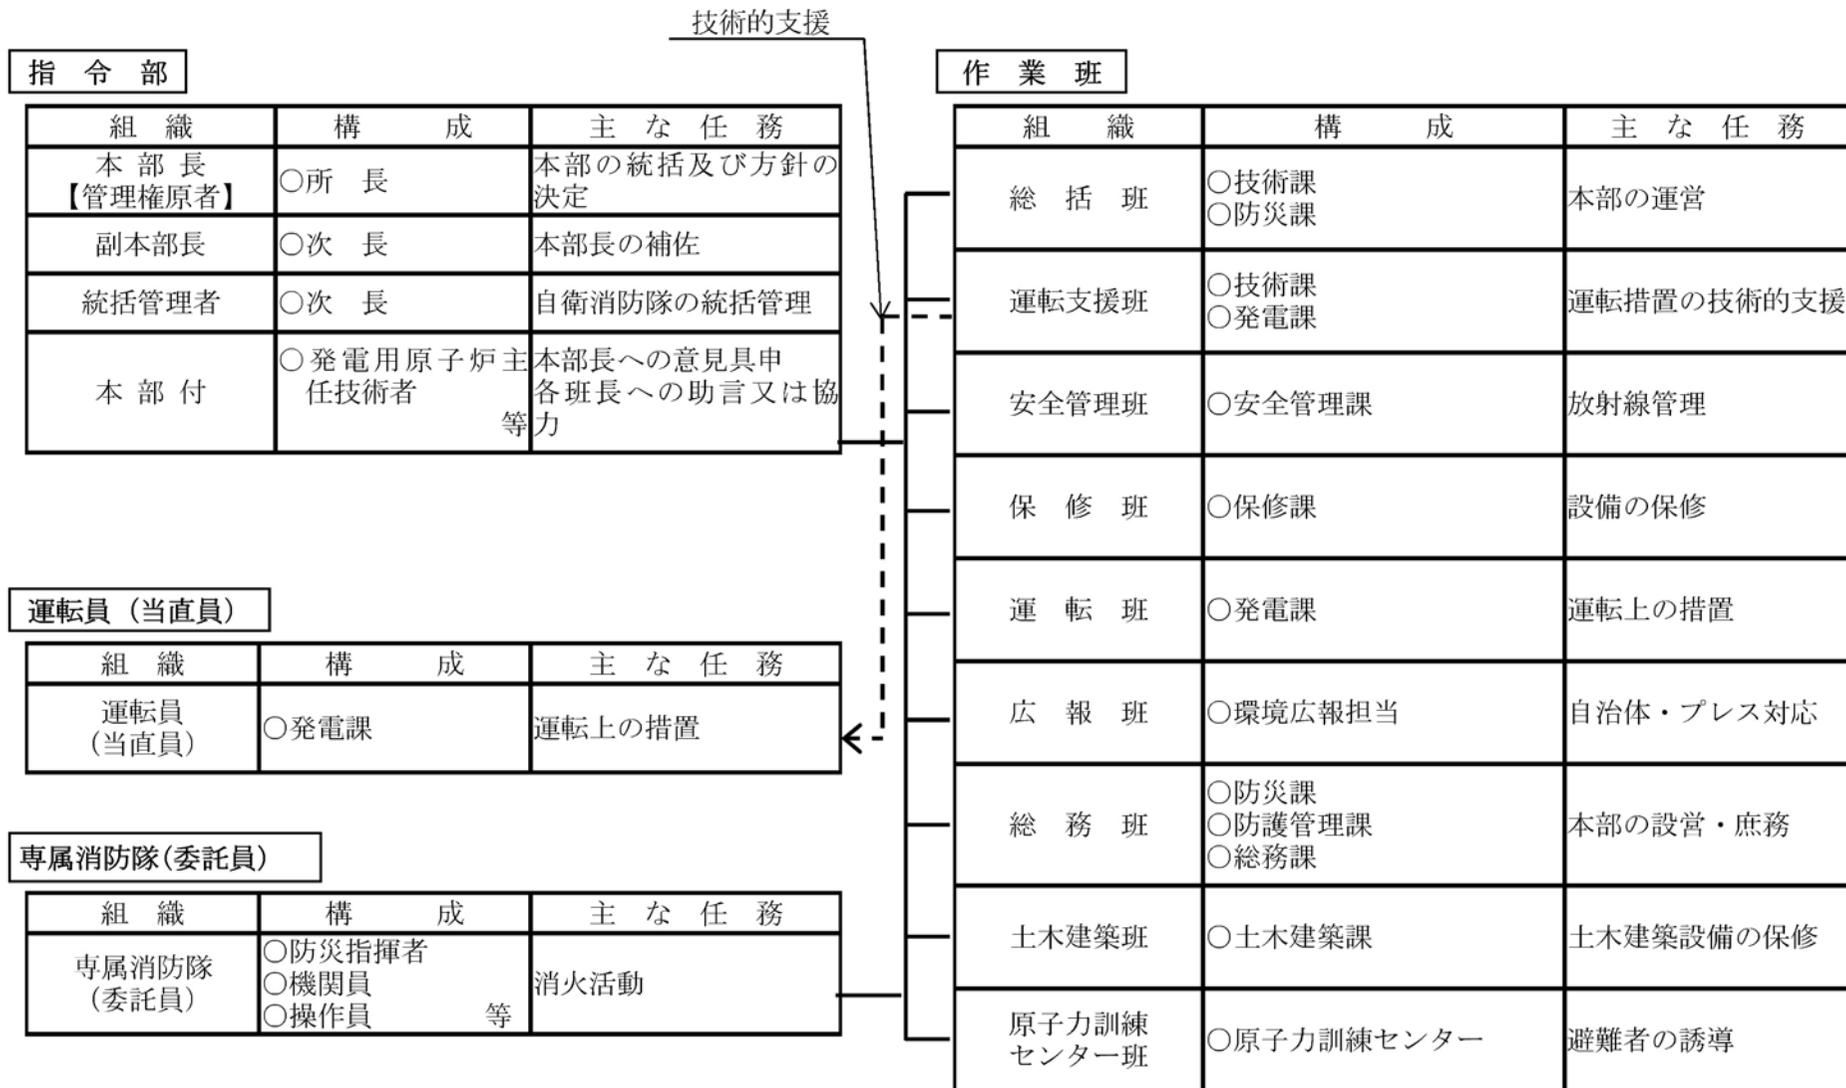 技術的支援
指 令 部
組 織 構 成 主 な 任 務
本 部 長
【管理権原者】
○所 長
本部の統括及び方針の
決定
副本部長 ○次 長 本部長の補佐
統括管理者 ○次 長 自衛消防隊の統括管理
本 部 付
○発電用原子炉主
任技術者
等
本部長への意見具申
各班長への助言又は協
力
運転員(当直員)
組 織 構 成 主 な 任 務
運転員
(当直員)
○発電課
運転上の措置
専属消防隊(委託員)
組 織 構 成 主 な 任 務
専属消防隊
(委託員)
○防災指揮者
○機関員
○操作員 等
消火活動
作 業 班
組 織 構 成 主 な 任 務
総 括 班
○技術課
○防災課
本部の運営
運転支援班
○技術課
○発電課
運転措置の技術的支援
安全管理班 ○安全管理課 放射線管理
保 修 班 ○保修課 設備の保修
運 転 班 ○発電課 運転上の措置
広 報 班 ○環境広報担当 自治体・プレス対応
総 務 班
○防災課
○防護管理課
○総務課
本部の設営・庶務
土木建築班 ○土木建築課 土木建築設備の保修
原子力訓練
センター班
○原子力訓練センター
避難者の誘導